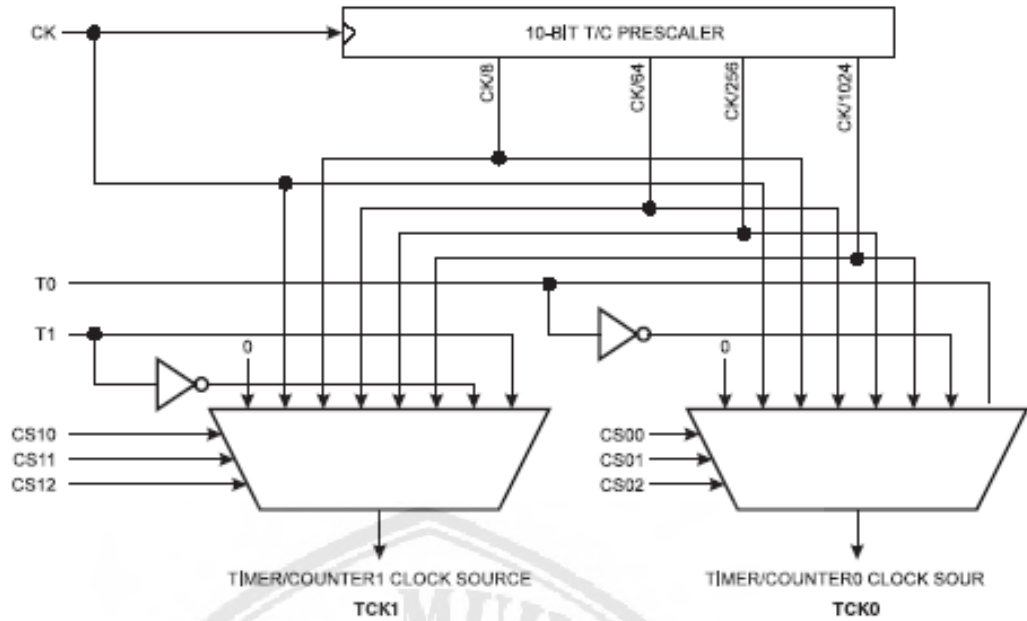 CK
10-BIT T/C PRESCALER
CK/8
CK/64
CK/256
CK/1024
T0
T1
0
0
CS10
CS11
CS12
CS00
CS01
CS02
TIMER/COUNTER1 CLOCK SOURCE
TCK1
TIMER/COUNTER0 CLOCK SOUR
TCK0